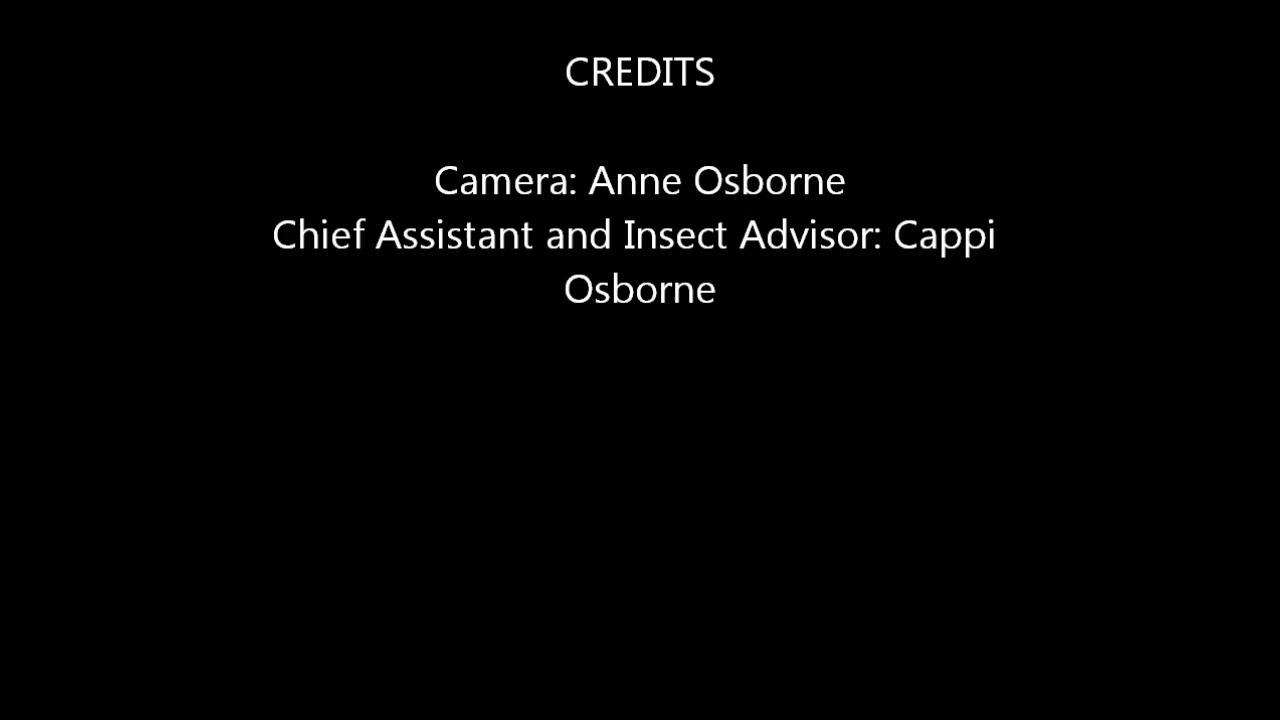 CREDITS
Camera: Anne Osborne
Chief Assistant and Insect Advisor: Cappi
Osborne